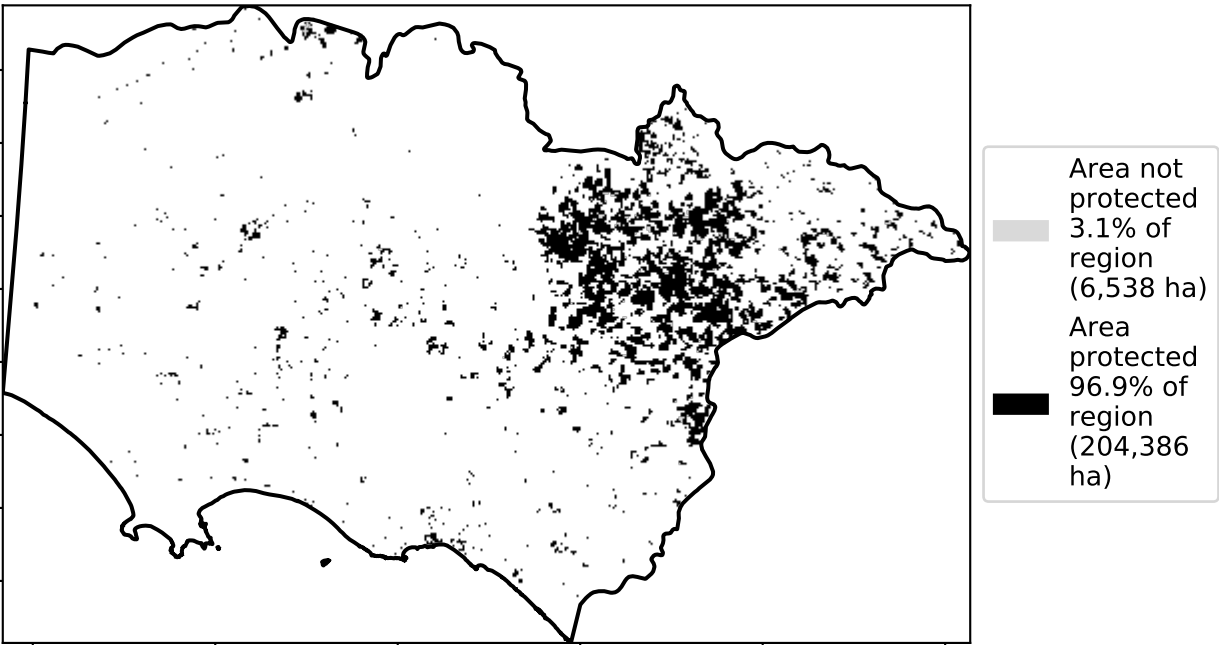 Area not
protected
3.1% of
region
(6,538 ha)
Area
protected
96.9% of
region
(204,386
ha)